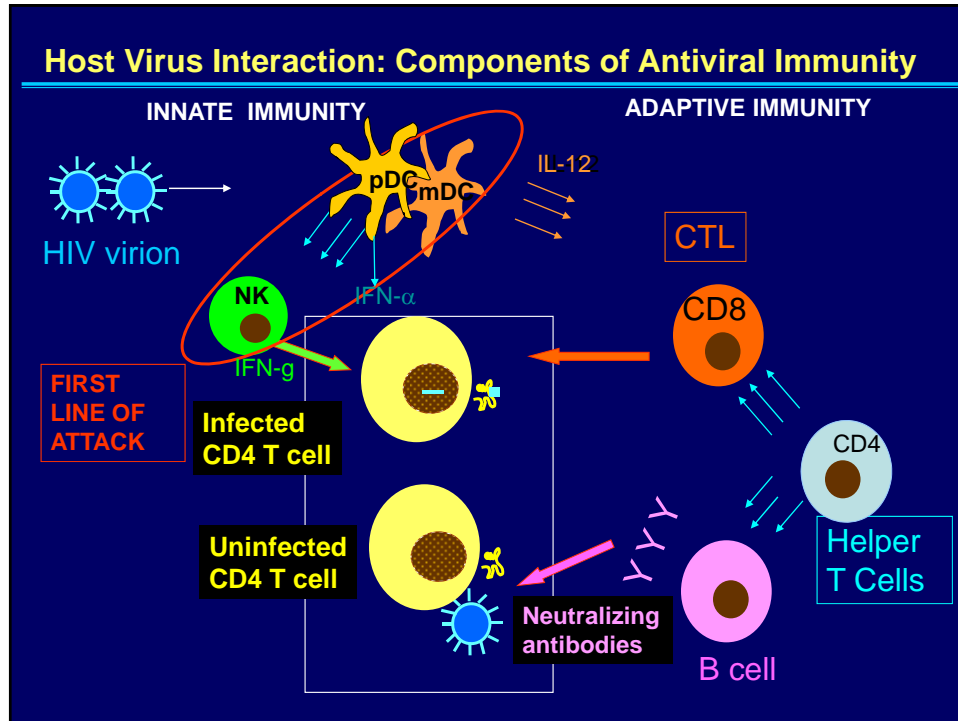 Host Virus Interaction: Components of Antiviral Immunity
INNATE IMMUNITY
ADAPTIVE IMMUNITY
pDC
mDC
IL-12
HIV virion
CTL
NK
IFN-α
CD8
IFN-g
FIRST
LINE OF
ATTACK
Infected
CD4 T cell
CD4
Uninfected
CD4 T cell
Helper
T Cells
Neutralizing
antibodies
B cell